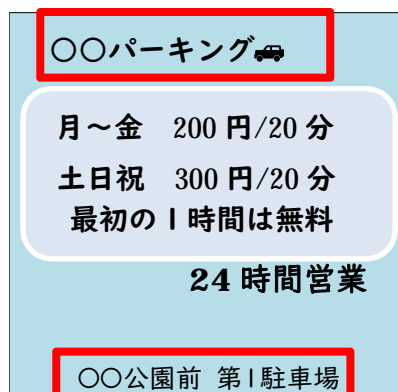 〇〇パーキング🚙
月～金　200円/20分
土日祝　300円/20分
最初の1時間は無料
24時間営業
〇〇公園前 第1駐車場